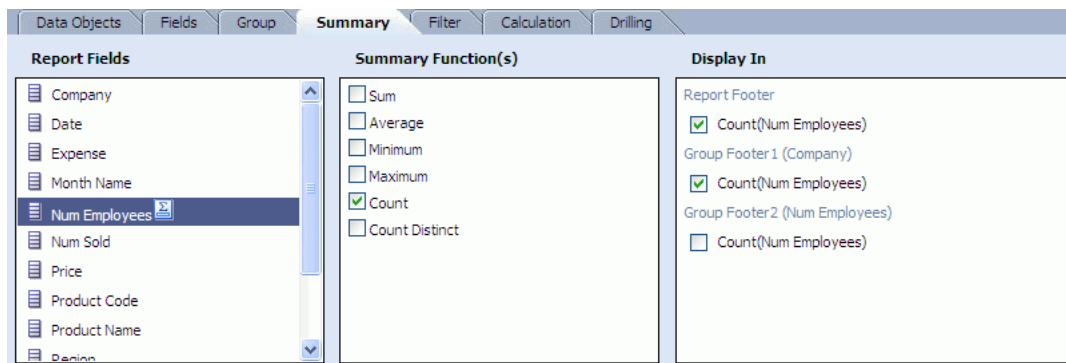 Data Objects
Fields
Group
Summary
Filter
Calculation
Drilling
Report Fields
Company
Date
Expense
Month Name
Num Employees
Num Sold
Price
Product Code
Product Name
Region
Summary Function(s)
Sum
Average
Minimum
Maximum
Count
Count Distinct
Display In
Report Footer
Count(Num Employees)
Group Footer1 (Company)
Count(Num Employees)
Group Footer2 (Num Employees)
Count(Num Employees)